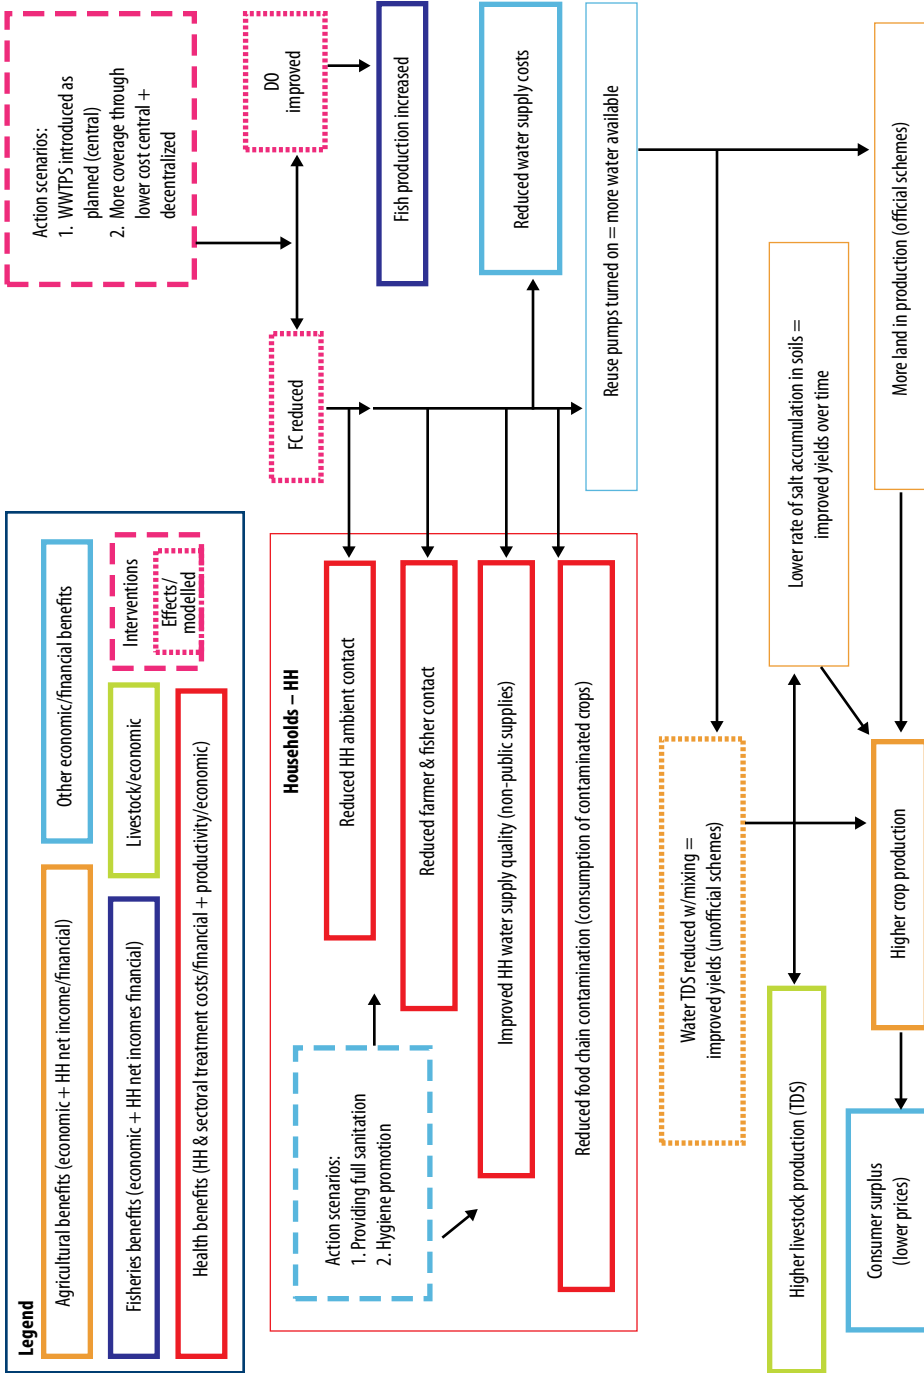 Legend
Agricultural benefits (economic + HH net income/financial)
Other economic/financial benefits
Fisheries benefits (economic + HH net incomes financial)
Livestock/economic
Interventions
Effects/
modelled
Health benefits (HH & sectoral treatment costs/financial + productivity/economic)
Action scenarios:
1. WWTPS introduced as
planned (central)
2. More coverage through
lower cost central +
decentralized
FC reduced
DO
improved
Fish production increased
Households – HH
Action scenarios:
1. Providing full sanitation
2. Hygiene promotion
Reduced HH ambient contact
Reduced farmer & fisher contact
Improved HH water supply quality (non-public supplies)
Reduced food chain contamination (consumption of contaminated crops)
Reduced water supply costs
Reuse pumps turned on = more water available
Water TDS reduced w/mixing =
improved yields (unofficial schemes)
Higher livestock production (TDS)
Lower rate of salt accumulation in soils =
improved yields over time
Consumer surplus
(lower prices)
Higher crop production
More land in production (official schemes)